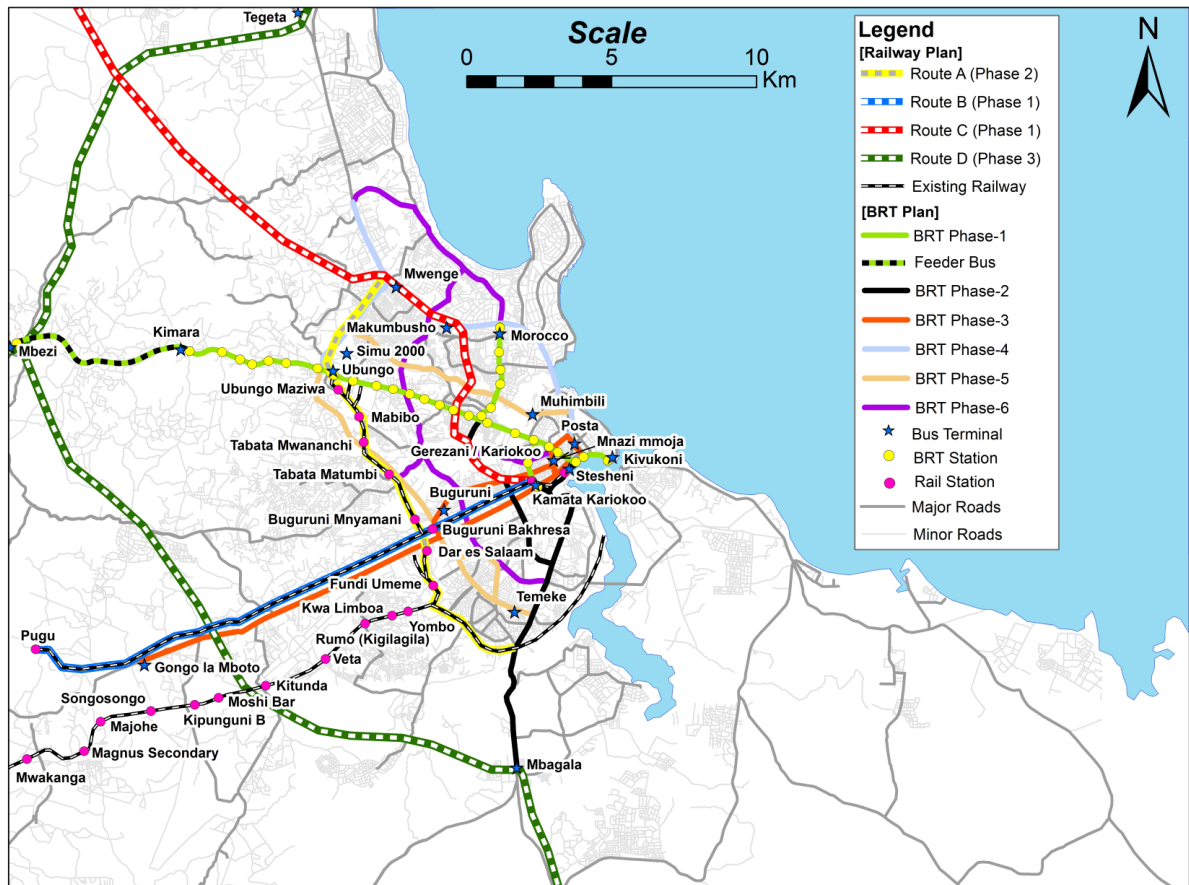 Tegeta
Scale
0
5
10
Km
N
Legend
[Railway Plan]
Route A (Phase 2)
Route B (Phase 1)
Route C (Phase 1)
Route D (Phase 3)
Existing Railway
[BRT Plan]
BRT Phase-1
Feeder Bus
BRT Phase-2
BRT Phase-3
BRT Phase-4
BRT Phase-5
BRT Phase-6
Bus Terminal
BRT Station
Rail Station
Major Roads
Minor Roads
Mwenge
Makumbusho
Morocco
Kimara
Mbezi
Simu 2000
Ubungo
Ubungo Maziwa
Mabibo
Muhimbili
Posta
Tabata Mwananchi
Mnazi mmoja
Gerezani / Kariokoo
Kivukoni
Tabata Matumbi
Stesheni
Buguruni
Kamata Kariokoo
Buguruni Mnyamani
Buguruni Bakhresa
Dar es Salaam
Fundi Umeme
Temeke
Kwa Limboa
Yombo
Rumo (Kigilagila)
Pugu
Gongo la Mboto
Veta
Kitunda
Songosongo
Moshi Bar
Kipunguni B
Majohe
Magnus Secondary
Mwakanga
Mbagala